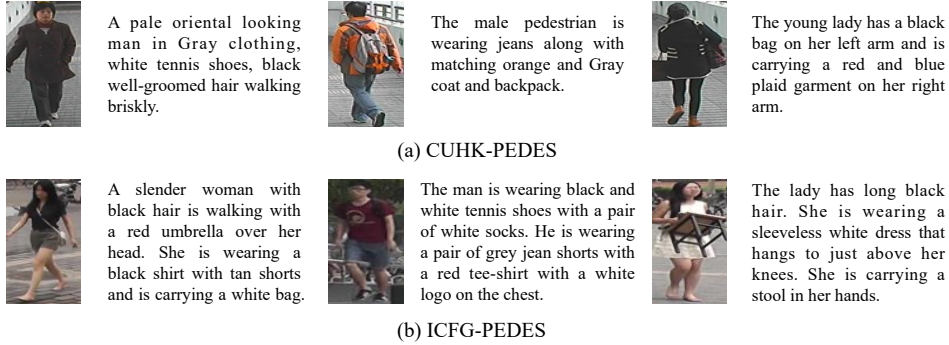 A pale oriental looking
man in Gray clothing,
white tennis shoes, black
well-groomed hair walking
briskly.
The male pedestrian is
wearing jeans along with
matching orange and Gray
coat and backpack.
The young lady has a black
bag on her left arm and is
carrying a red and blue
plaid garment on her right
arm.
(a) CUHK-PEDES
A slender woman with
black hair is walking with
a red umbrella over her
head. She is wearing a
black shirt with tan shorts
and is carrying a white bag.
The man is wearing black and
white tennis shoes with a pair
of white socks. He is wearing
a pair of grey jean shorts with
a red tee-shirt with a white
logo on the chest.
The lady has long black
hair. She is wearing a
sleeveless white dress that
hangs to just above her
knees. She is carrying a
stool in her hands.
(b) ICFG-PEDES